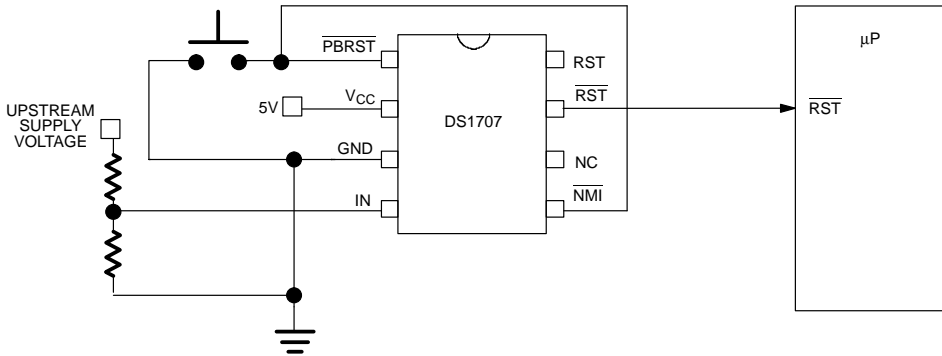 PBRST
VCC
5V
UPSTREAM
SUPPLY
VOLTAGE
GND
IN
DS1707
RST
RST
NC
NMI
μP
RST